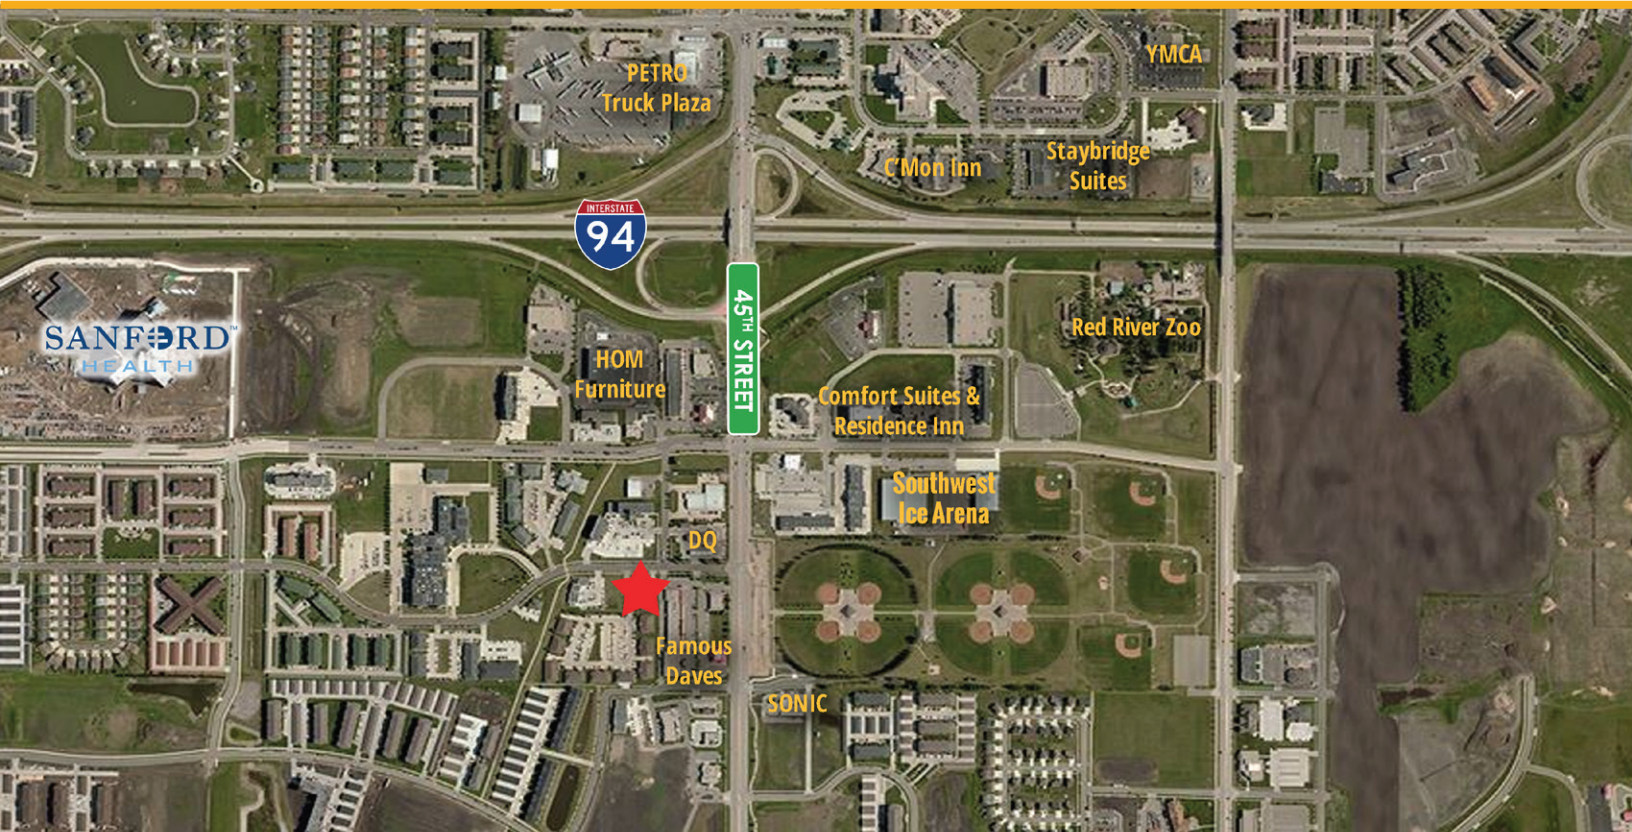 YMCA
PETRO
Truck Plaza
C'Mon Inn
Staybridge
Suites
INTERSTATE
94
45TH STREET
SANFORD™
HEALTH
Red River Zoo
HOM
Furniture
Comfort Suites &
Residence Inn
Southwest
Ice Arena
DQ
Famous
Daves
SONIC